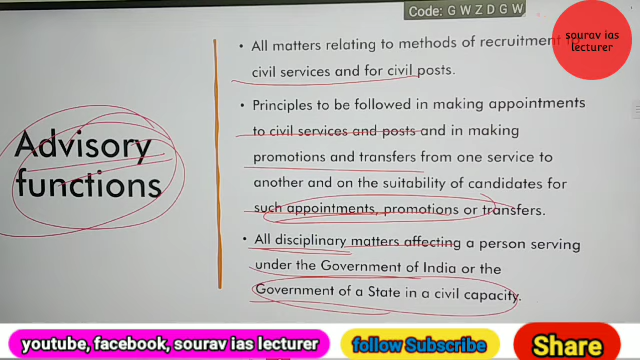 Code: G W Z D G W
sourav ias
lecturer
Advisory
functions
• All matters relating to methods of recruitment
civil services and for civil posts.
• Principles to be followed in making appointments
to civil services and posts and in making
promotions and transfers from one service to
another and on the suitability of candidates for
such appointments, promotions or transfers.
• All disciplinary matters affecting a person serving
under the Government of India or the
Government of a State in a civil capacity.
youtube, facebook, sourav ias lecturer
follow Subscribe
Share